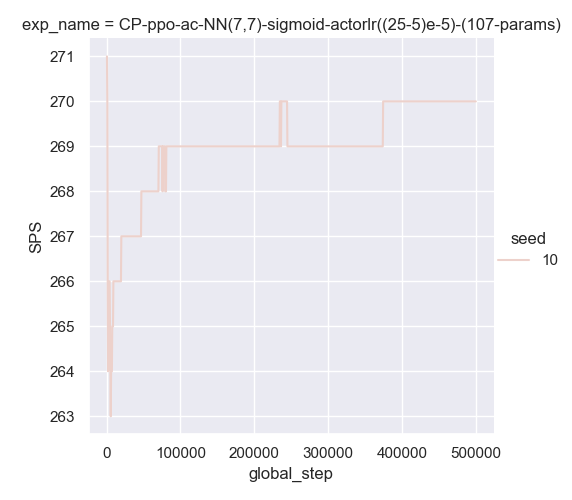 exp_name = CP-ppo-ac-NN(7,7)-sigmoid-actorlr((25-5)e-5)-(107-params)
271
270
269
268
267
266
265
264
263
SPS
0 100000 200000 300000 400000 500000
global_step
seed
10